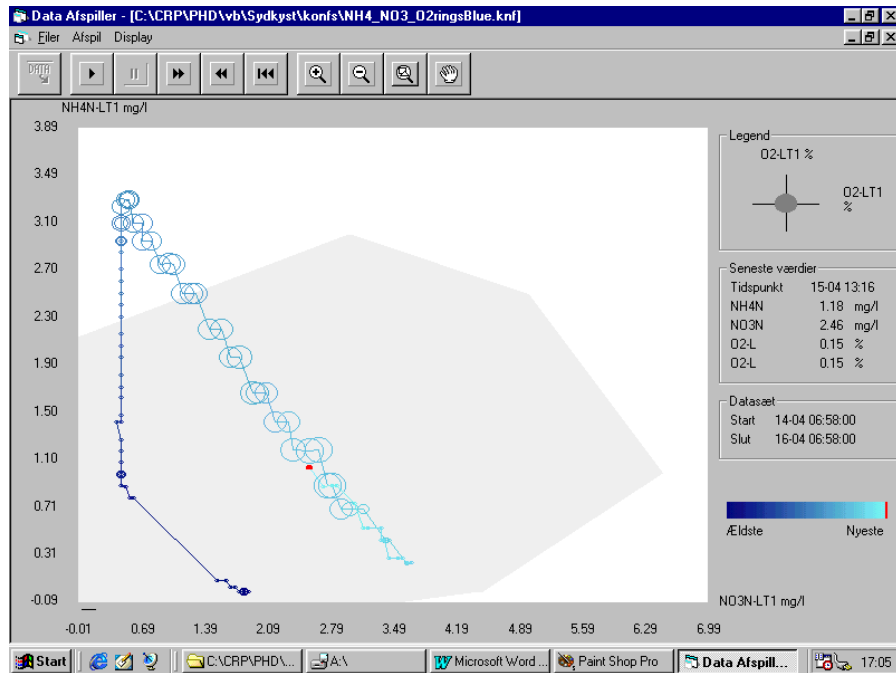 Data Afspiller - [C:\CRP\PHD\vb\Sydkyst\konfs\NH4_NO3_O2ringsBlue.knf]
Filer Afspil Display
DATA
NH4N-LT1 mg/l
3.89
3.49
3.10
2.70
2.30
1.90
1.50
1.10
0.71
0.31
-0.09
-0.01 0.69 1.39 2.09 2.79 3.49 4.19 4.89 5.59 6.29 6.99
NO3N-LT1 mg/l
Legend
O2-LT1 %
O2-LT1
%
Seneste værdier
Tidspunkt 15-04 13:16
NH4N 1.18 mg/l
NO3N 2.46 mg/l
O2-L 0.15 %
O2-L 0.15 %
Datasæt
Start 14-04 06:58:00
Slut 16-04 06:58:00
Ældste Nyeste
Start C:\CRP\PHD\... A:\ Microsoft Word ... Paint Shop Pro Data Afspill... 17:05